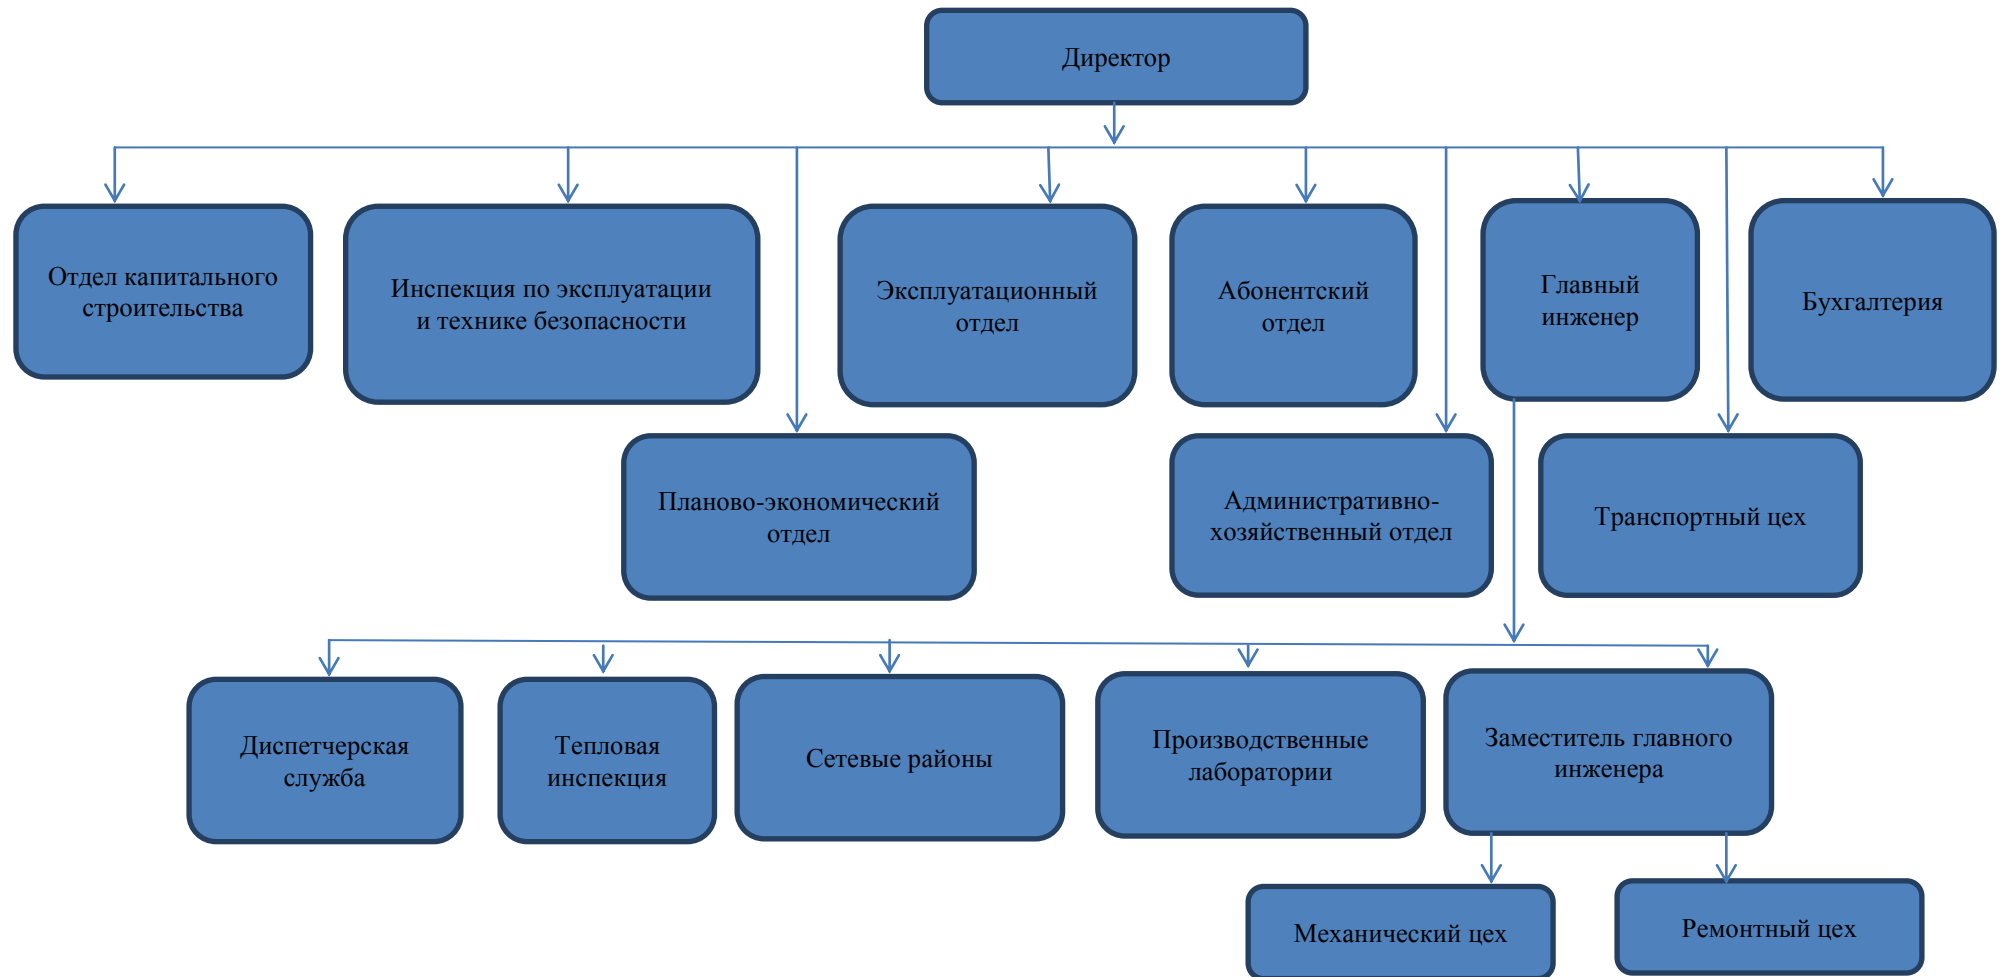 Директор
Отдел капитального
строительства
Инспекция по эксплуатации
и технике безопасности
Эксплуатационный
отдел
Абонентский
отдел
Главный
инженер
Бухгалтерия
Планово-экономический
отдел
Административно-
хозяйственный отдел
Транспортный цех
Диспетчерская
служба
Тепловая
инспекция
Сетевые районы
Производственные
лаборатории
Заместитель главного
инженера
Механический цех
Ремонтный цех